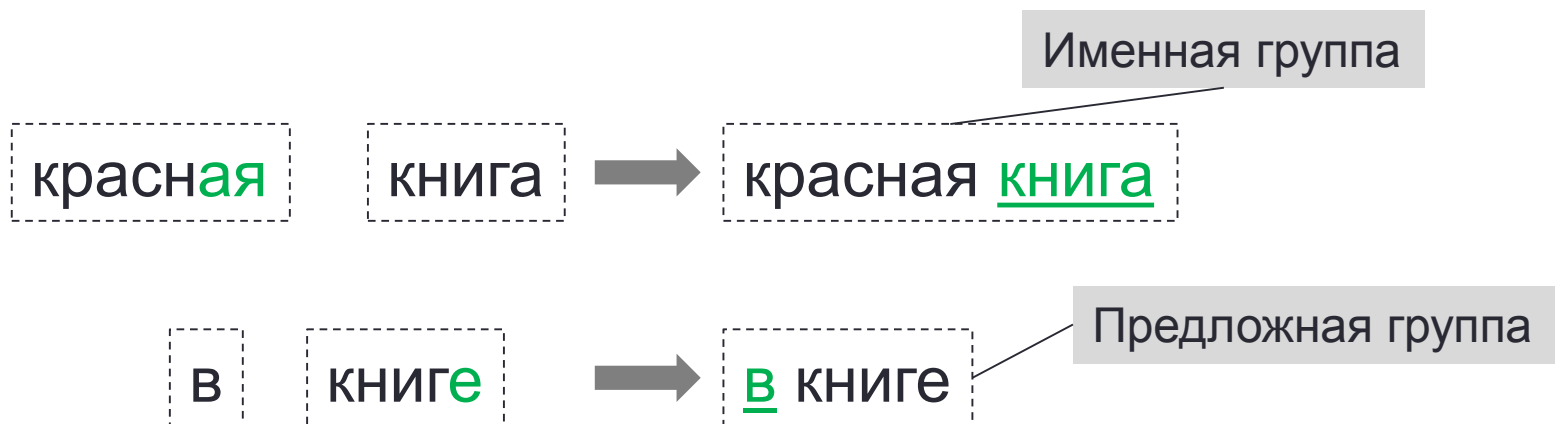 Именная группа
красная книга красная книга
Предложная группа
в книге в книге